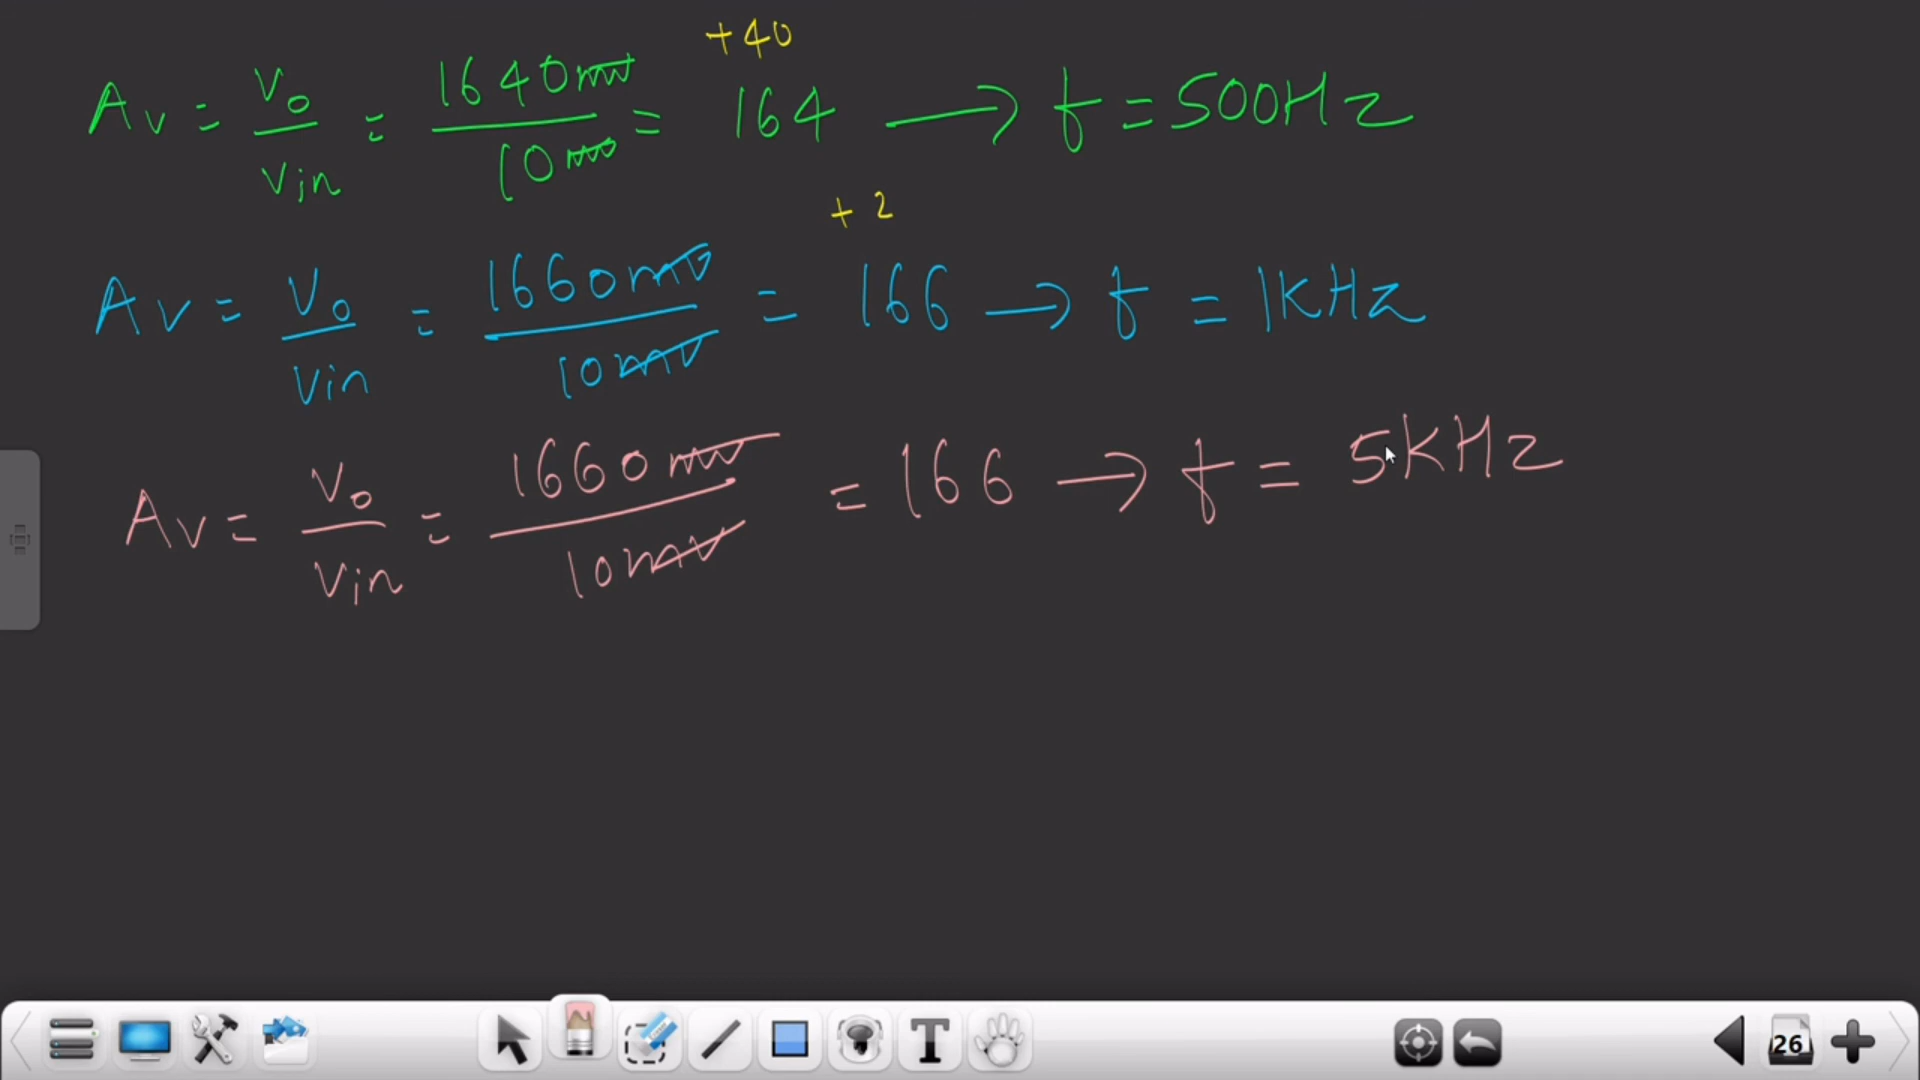 +40
Av = Vo/Vin = 1640mv/10mv = 164 → f = 500Hz
+2
Av = Vo/Vin = 1660mv/10mv = 166 → f = 1KHz
Av = Vo/Vin = 1660mv/10mv = 166 → f = 5KHz
T
26